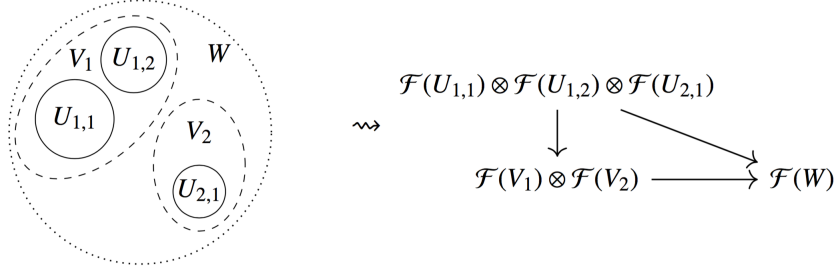 V₁ U₁,₂ W
U₁,₁
V₂
U₂,₁
⇝
ℱ(U₁,₁) ⊗ ℱ(U₁,₂) ⊗ ℱ(U₂,₁)
ℱ(V₁) ⊗ ℱ(V₂) ⟶ ℱ(W)